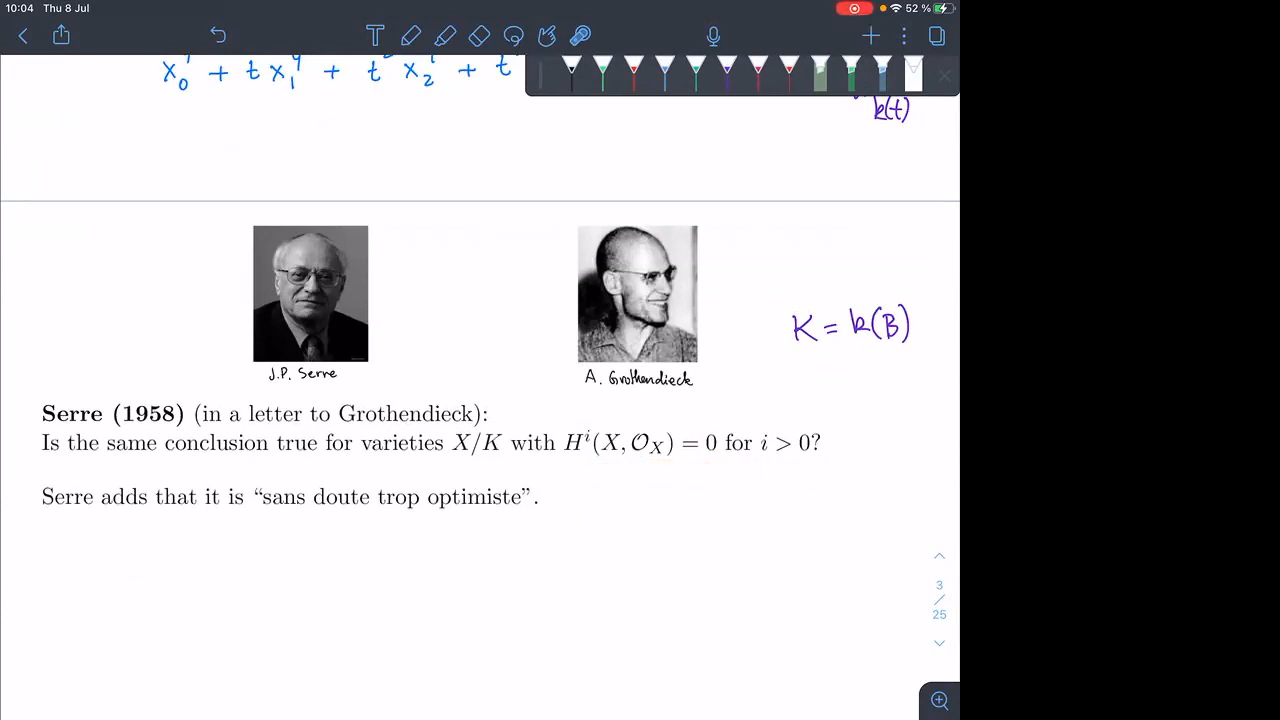 10:04 Thu 8 Jul
52 %
x₀ + t x₁⁴ + t x₂ + t
k(t)
J.P. Serre
A. Grothendieck
K = k(B)
Serre (1958) (in a letter to Grothendieck):
Is the same conclusion true for varieties X/K with Hⁱ(X, 𝒪_X) = 0 for i > 0?
Serre adds that it is “sans doute trop optimiste”.
3
/
25